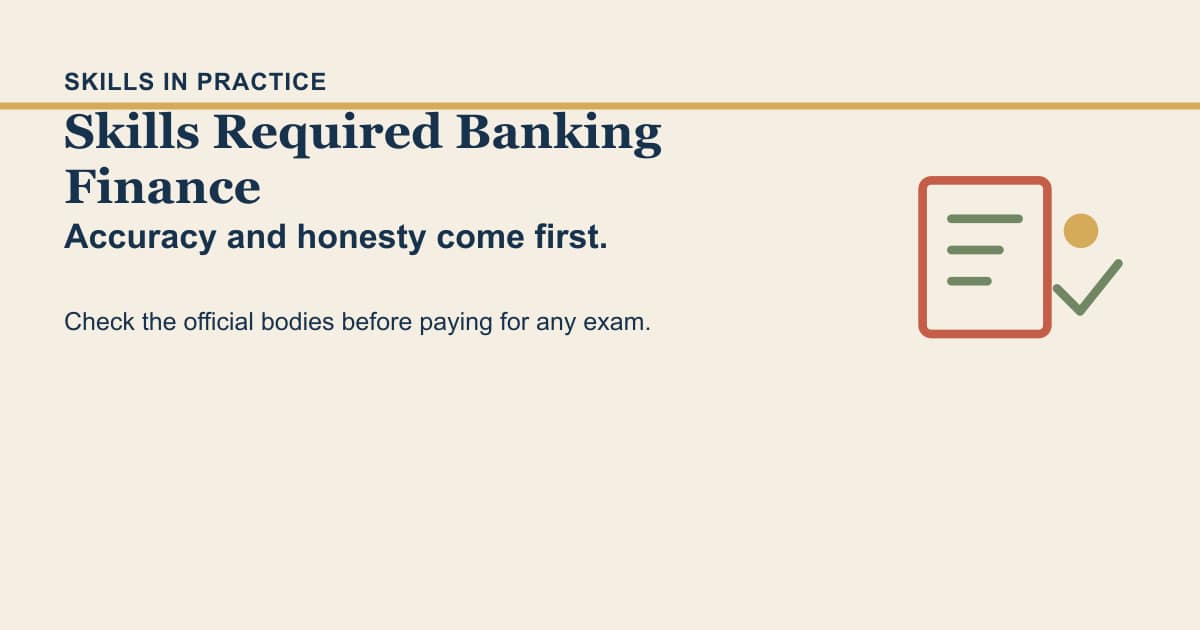 SKILLS IN PRACTICE
Skills Required Banking
Finance
Accuracy and honesty come first.
Check the official bodies before paying for any exam.